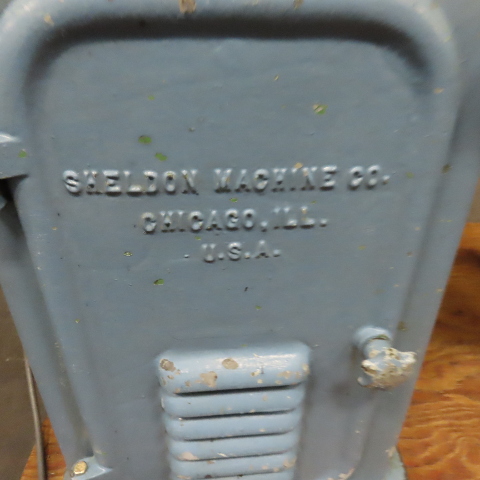 SHELDON MACHINE CO.
CHICAGO, ILL.
U.S.A.